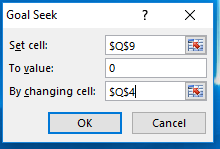 Goal Seek
?
Set cell: $Q$9
To value: 0
By changing cell: $Q$4
OK Cancel